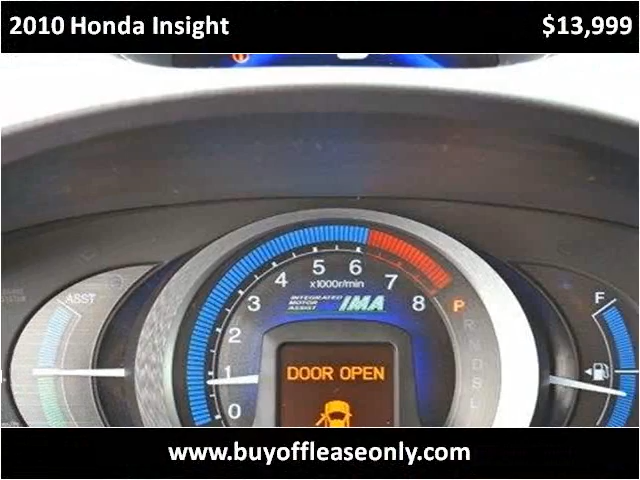 2010 Honda Insight $13,999
ASST
0 1 2 3 4 5 6 7 8
x1000r/min
INTEGRATED
MOTOR
ASSIST
IMA
P
R
N
D
S
L
F
DOOR OPEN
www.buyoffleaseonly.com